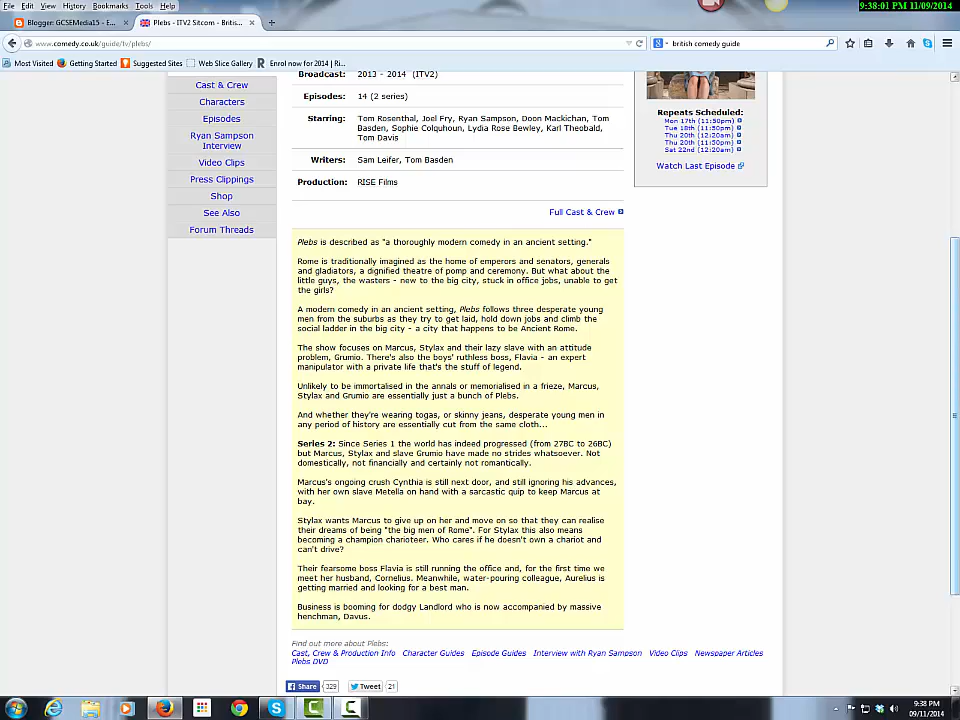 File Edit View History Bookmarks Tools Help
9:38:01 PM 11/09/2014
Blogger: GCSEMedia15 - E... ×
Plebs - ITV2 Sitcom - Britis... × +
www.comedy.co.uk/guide/tv/plebs/
british comedy guide
Most Visited Getting Started Suggested Sites Web Slice Gallery Enrol now for 2014 | Ri...
Cast & Crew
Characters
Episodes
Ryan Sampson
Interview
Video Clips
Press Clippings
Shop
See Also
Forum Threads
Broadcast: 2013 - 2014 (ITV2)
Episodes: 14 (2 series)
Starring: Tom Rosenthal, Joel Fry, Ryan Sampson, Doon Mackichan, Tom
Basden, Sophie Colquhoun, Lydia Rose Bewley, Karl Theobald,
Tom Davis
Writers: Sam Leifer, Tom Basden
Production: RISE Films
Full Cast & Crew
Repeats Scheduled:
Mon 17th (11:50pm)
Tue 18th (11:50pm)
Thu 20th (12:20am)
Thu 20th (11:50pm)
Sat 22nd (12:20am)
Watch Last Episode
Plebs is described as "a thoroughly modern comedy in an ancient setting."
Rome is traditionally imagined as the home of emperors and senators, generals
and gladiators, a dignified theatre of pomp and ceremony. But what about the
little guys, the wasters - new to the big city, stuck in office jobs, unable to get
the girls?
A modern comedy in an ancient setting, Plebs follows three desperate young
men from the suburbs as they try to get laid, hold down jobs and climb the
social ladder in the big city - a city that happens to be Ancient Rome.
The show focuses on Marcus, Stylax and their lazy slave with an attitude
problem, Grumio. There's also the boys' ruthless boss, Flavia - an expert
manipulator with a private life that's the stuff of legend.
Unlikely to be immortalised in the annals or memorialised in a frieze, Marcus,
Stylax and Grumio are essentially just a bunch of Plebs.
And whether they're wearing togas, or skinny jeans, desperate young men in
any period of history are essentially cut from the same cloth...
Series 2: Since Series 1 the world has indeed progressed (from 27BC to 26BC)
but Marcus, Stylax and slave Grumio have made no strides whatsoever. Not
domestically, not financially and certainly not romantically.
Marcus's ongoing crush Cynthia is still next door, and still ignoring his advances,
with her own slave Metella on hand with a sarcastic quip to keep Marcus at
bay.
Stylax wants Marcus to give up on her and move on so that they can realise
their dreams of being "the big men of Rome". For Stylax this also means
becoming a champion charioteer. Who cares if he doesn't own a chariot and
can't drive?
Their fearsome boss Flavia is still running the office and, for the first time we
meet her husband, Cornelius. Meanwhile, water-pouring colleague, Aurelius is
getting married and looking for a best man.
Business is booming for dodgy Landlord who is now accompanied by massive
henchman, Davus.
Find out more about Plebs:
Cast, Crew & Production Info Character Guides Episode Guides Interview with Ryan Sampson Video Clips Newspaper Articles
Plebs DVD
Share 329 Tweet 21
9:38 PM
09/11/2014